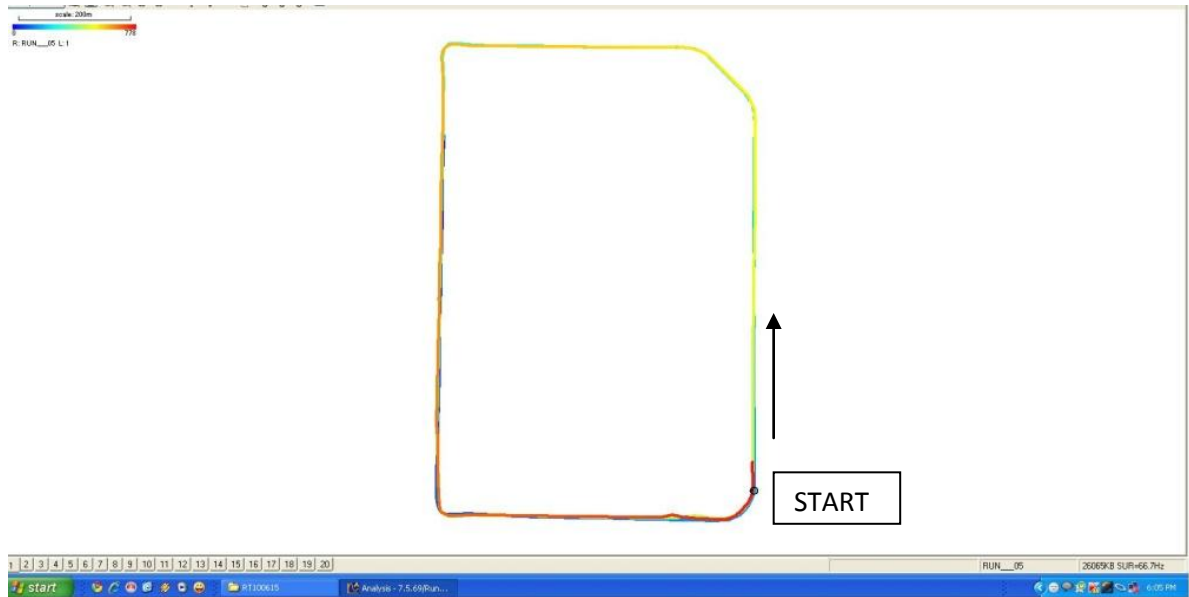 scale: 200m
0 778
R: RUN___05 L: 1
START
1 2 3 4 5 6 7 8 9 10 11 12 13 14 15 16 17 18 19 20
RUN___05 26065KB SUR=66.7Hz
start RT100615 Analysis - 7.5.69/Run... 6:05 PM